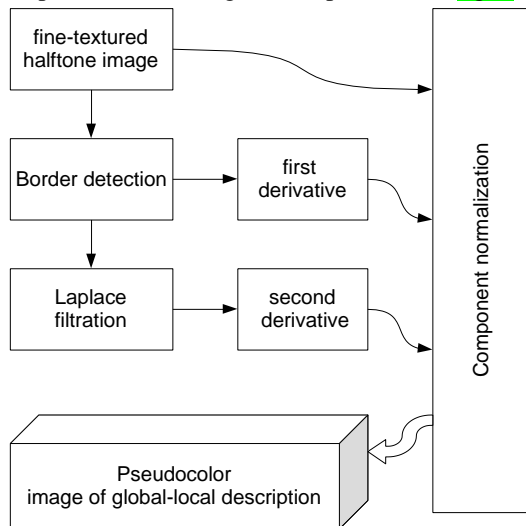 fine-textured
halftone image
Border detection
first
derivative
Laplace
filtration
second
derivative
Component normalization
Pseudocolor
image of global-local description